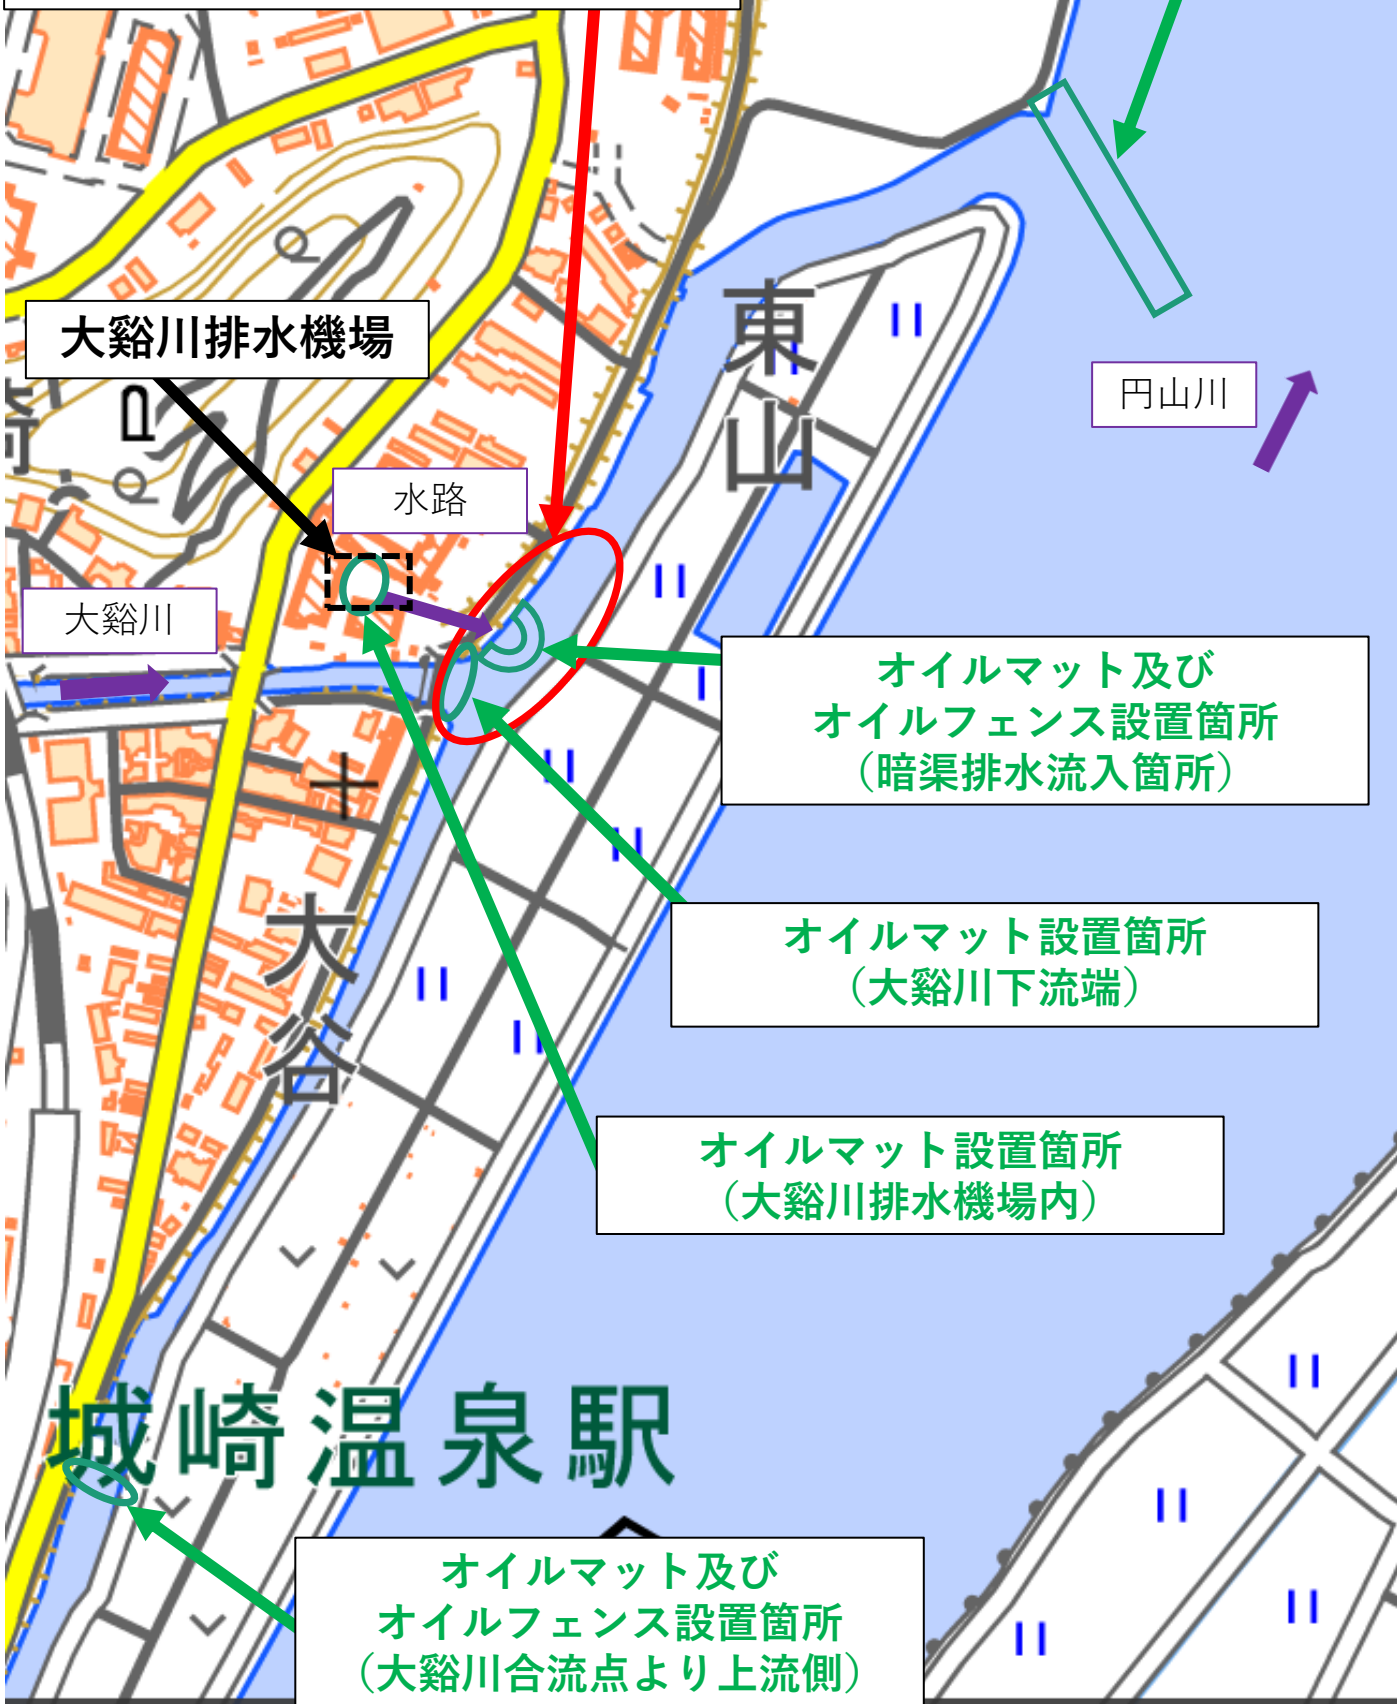 東山
大谿川排水機場
円山川
崎
水路
大谿川
オイルマット及び
オイルフェンス設置箇所
(暗渠排水流入箇所)
オイルマット設置箇所
(大谿川下流端)
大谷
オイルマット設置箇所
(大谿川排水機場内)
城崎温泉駅
オイルマット及び
オイルフェンス設置箇所
(大谿川合流点より上流側)